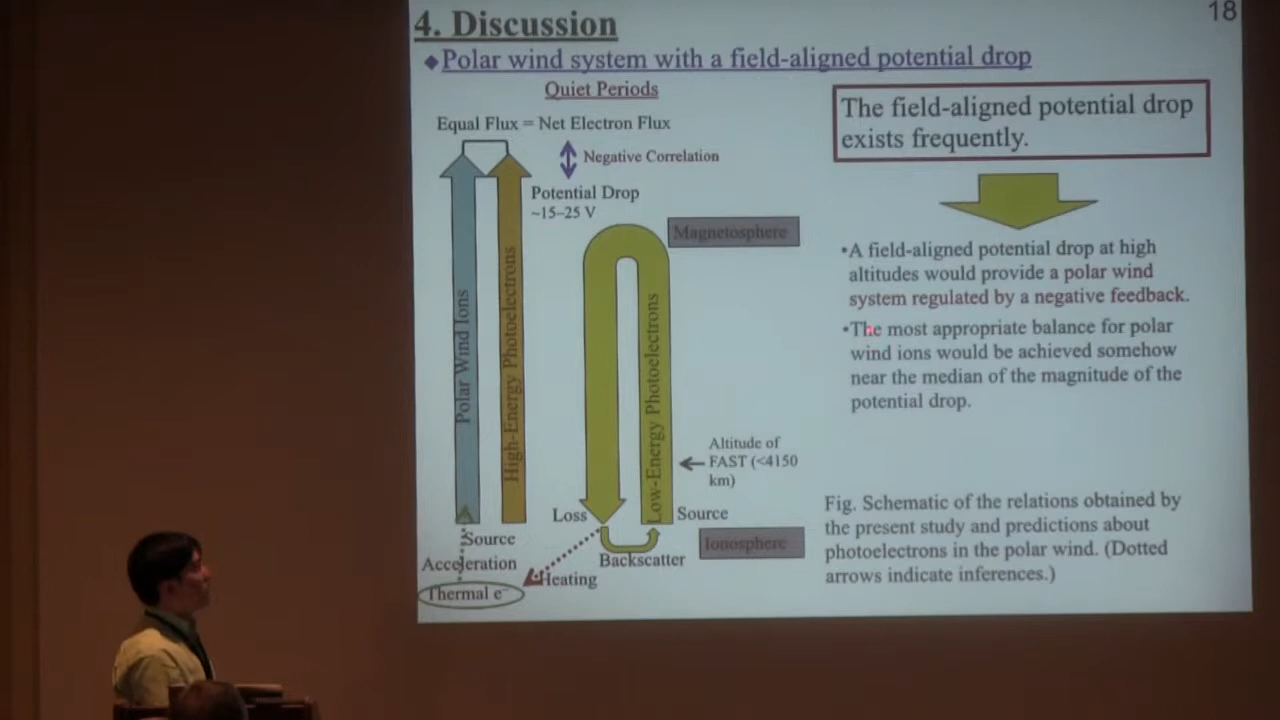 18
4. Discussion
◆Polar wind system with a field-aligned potential drop
Quiet Periods
Equal Flux = Net Electron Flux
Negative Correlation
Potential Drop
~15–25 V
Magnetosphere
Polar Wind Ions
High-Energy Photoelectrons
Low-Energy Photoelectrons
Altitude of
FAST (<4150
km)
Loss
Source
Source
Ionosphere
Backscatter
Acceleration
Heating
Thermal e⁻
The field-aligned potential drop
exists frequently.
•A field-aligned potential drop at high
altitudes would provide a polar wind
system regulated by a negative feedback.
•The most appropriate balance for polar
wind ions would be achieved somehow
near the median of the magnitude of the
potential drop.
Fig. Schematic of the relations obtained by
the present study and predictions about
photoelectrons in the polar wind. (Dotted
arrows indicate inferences.)